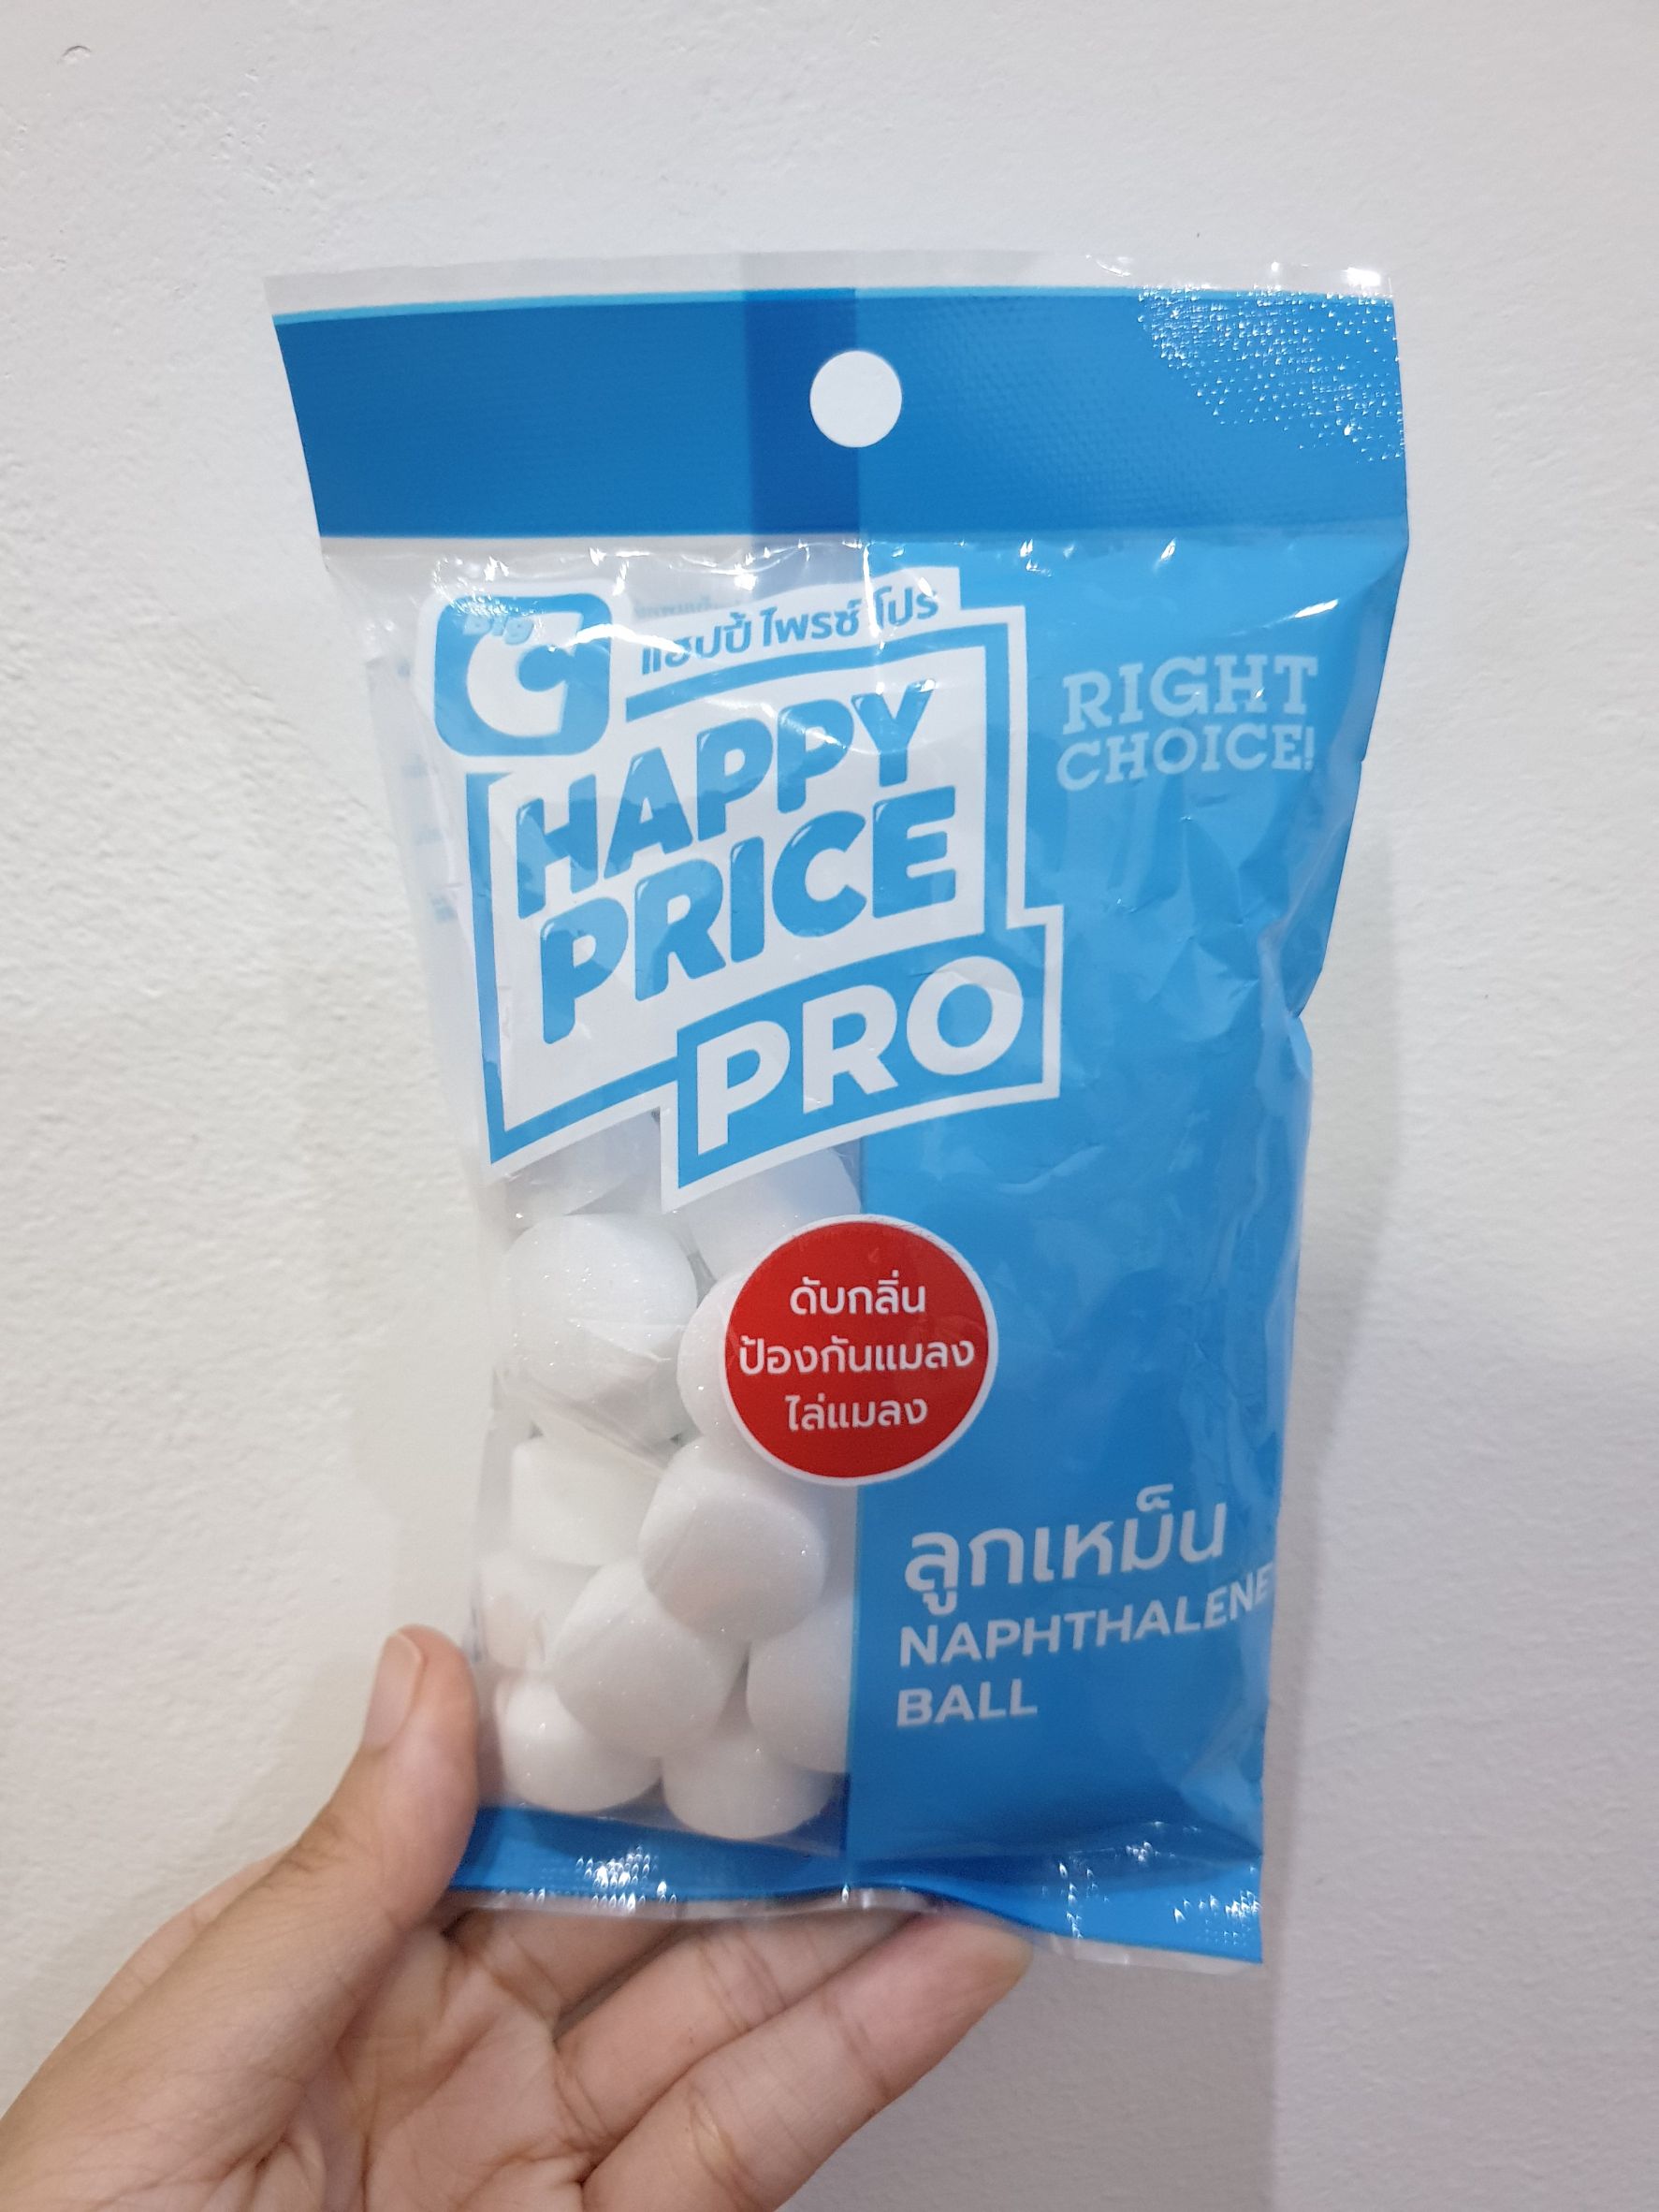 Big
C
แฮปปี้ ไพรซ์ โปร
HAPPY
PRICE
PRO
RIGHT
CHOICE!
ดับกลิ่น
ป้องกันแมลง
ไล่แมลง
ลูกเหม็น
NAPHTHALENE
BALL